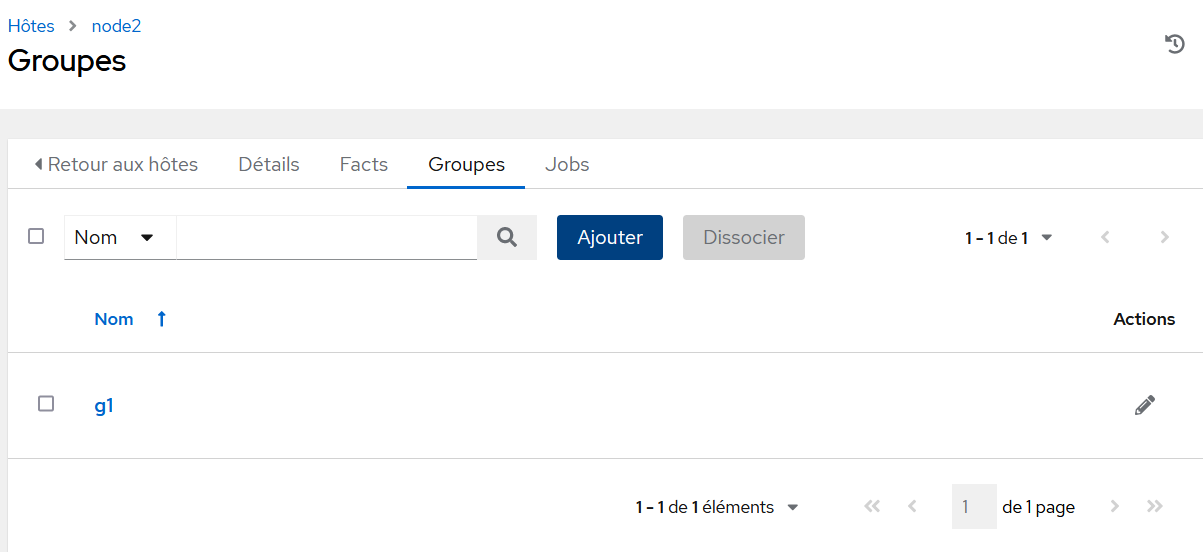 Hôtes > node2
Groupes
Retour aux hôtes Détails Facts Groupes Jobs
Nom Ajouter Dissocier 1 - 1 de 1
Nom Actions
g1
1 - 1 de 1 éléments 1 de 1 page